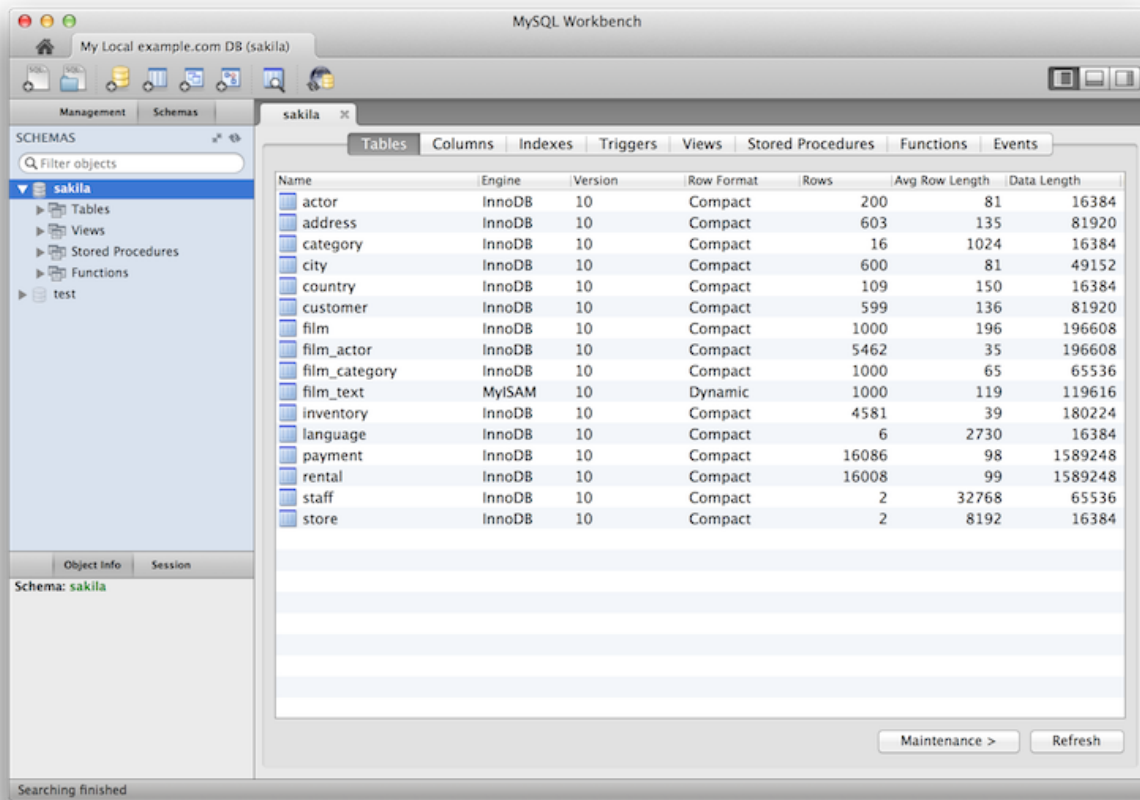 MySQL Workbench
My Local example.com DB (sakila)
SQL SQL
Management Schemas
SCHEMAS
Filter objects
sakila
Tables
Views
Stored Procedures
Functions
test
Object Info Session
Schema: sakila
sakila
Tables Columns Indexes Triggers Views Stored Procedures Functions Events
Name Engine Version Row Format Rows Avg Row Length Data Length
actor InnoDB 10 Compact 200 81 16384
address InnoDB 10 Compact 603 135 81920
category InnoDB 10 Compact 16 1024 16384
city InnoDB 10 Compact 600 81 49152
country InnoDB 10 Compact 109 150 16384
customer InnoDB 10 Compact 599 136 81920
film InnoDB 10 Compact 1000 196 196608
film_actor InnoDB 10 Compact 5462 35 196608
film_category InnoDB 10 Compact 1000 65 65536
film_text MyISAM 10 Dynamic 1000 119 119616
inventory InnoDB 10 Compact 4581 39 180224
language InnoDB 10 Compact 6 2730 16384
payment InnoDB 10 Compact 16086 98 1589248
rental InnoDB 10 Compact 16008 99 1589248
staff InnoDB 10 Compact 2 32768 65536
store InnoDB 10 Compact 2 8192 16384
Maintenance > Refresh
Searching finished